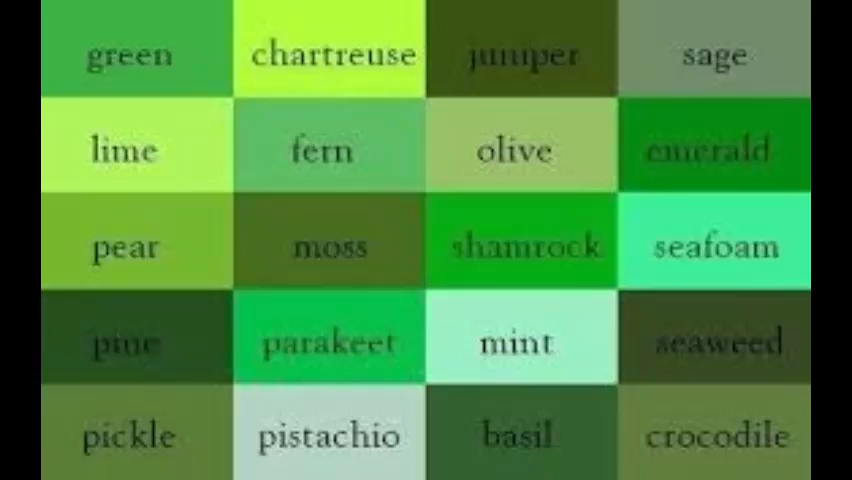 green chartreuse juniper sage
lime fern olive emerald
pear moss shamrock seafoam
pine parakeet mint seaweed
pickle pistachio basil crocodile